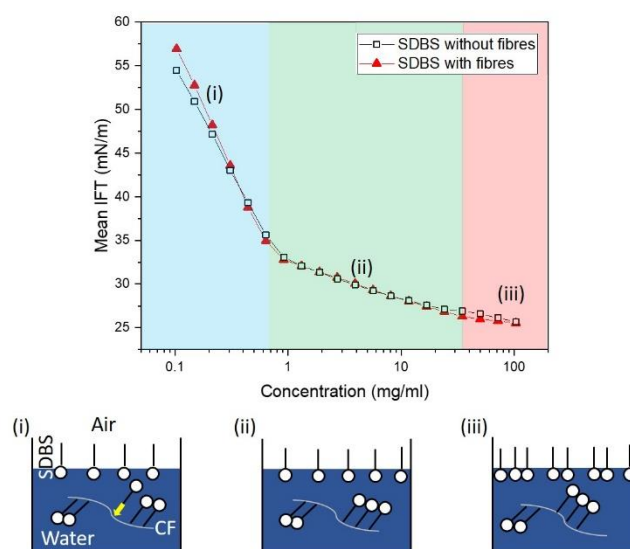 60
55
50
45
40
35
30
25
Mean IFT (mN/m)
SDBS without fibres
SDBS with fibres
(i)
(ii)
(iii)
0.1
1
10
100
Concentration (mg/ml)
(i)
Air
SDBS
Water
CF
(ii)
(iii)